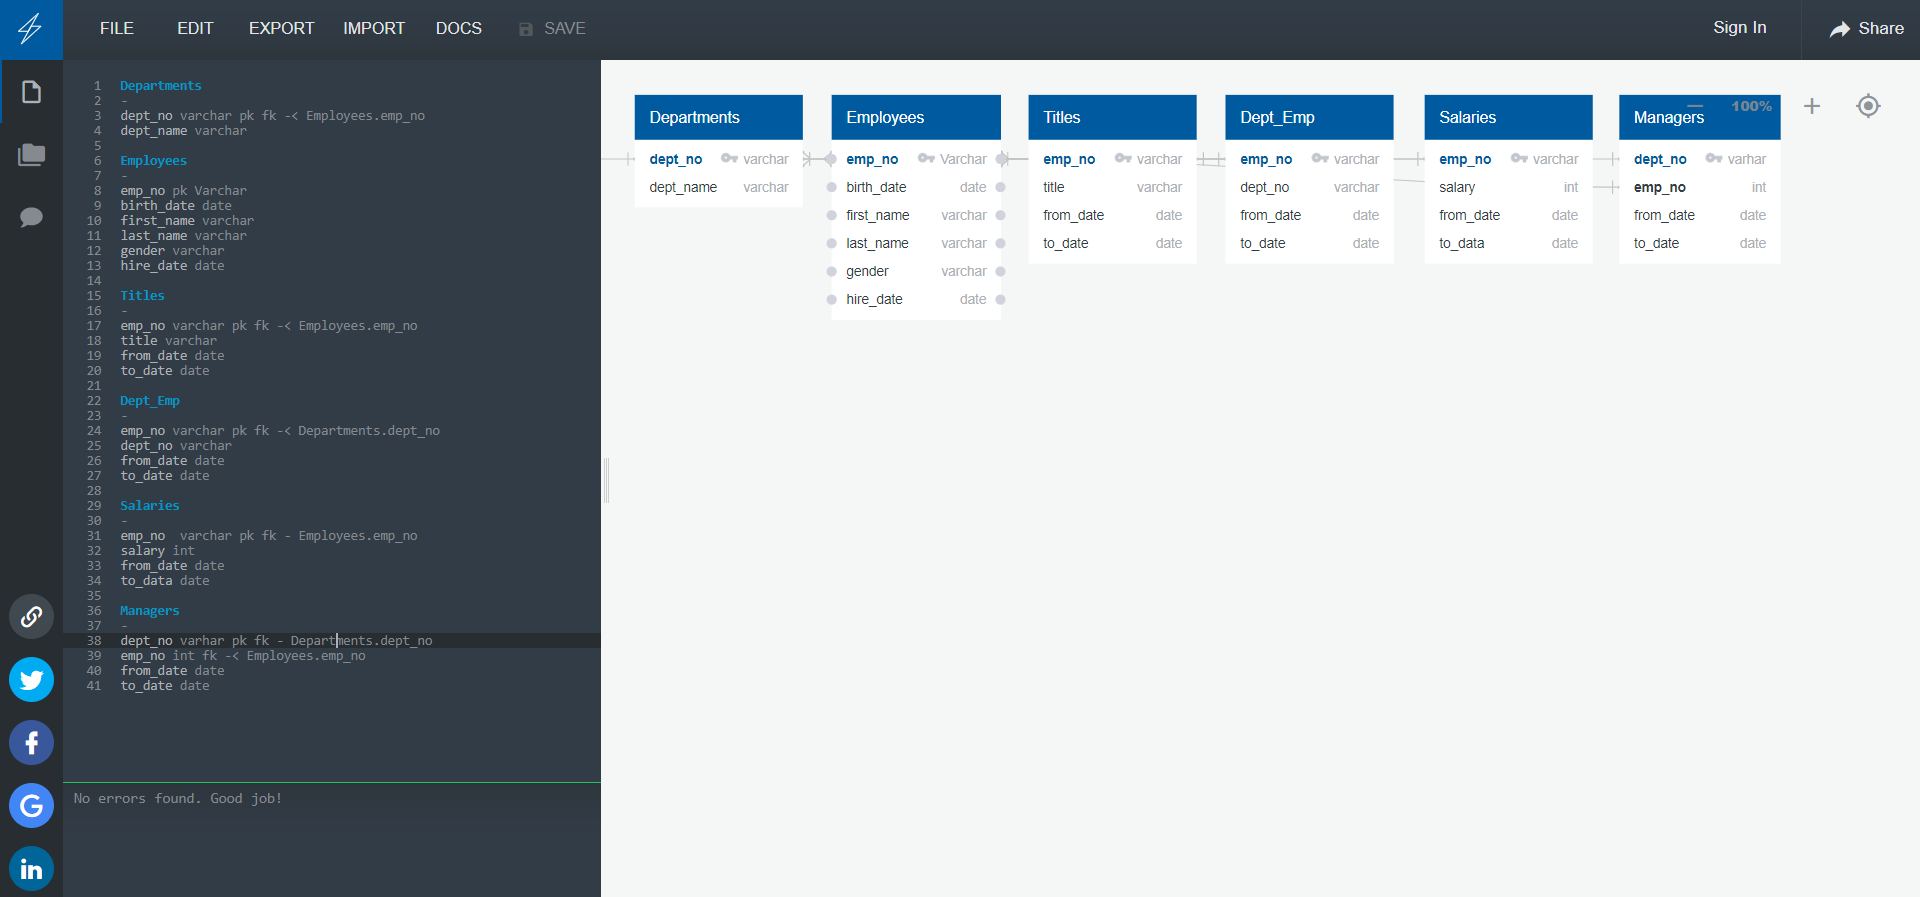 FILE EDIT EXPORT IMPORT DOCS SAVE Sign In Share
1 Departments
2 -
3 dept_no varchar pk fk -< Employees.emp_no
4 dept_name varchar
5
6 Employees
7 -
8 emp_no pk Varchar
9 birth_date date
10 first_name varchar
11 last_name varchar
12 gender varchar
13 hire_date date
14
15 Titles
16 -
17 emp_no varchar pk fk -< Employees.emp_no
18 title varchar
19 from_date date
20 to_date date
21
22 Dept_Emp
23 -
24 emp_no varchar pk fk -< Departments.dept_no
25 dept_no varchar
26 from_date date
27 to_date date
28
29 Salaries
30 -
31 emp_no  varchar pk fk - Employees.emp_no
32 salary int
33 from_date date
34 to_data date
35
36 Managers
37 -
38 dept_no varhar pk fk - Departments.dept_no
39 emp_no int fk -< Employees.emp_no
40 from_date date
41 to_date date
No errors found. Good job!
Departments
dept_no varchar
dept_name varchar
Employees
emp_no Varchar
birth_date date
first_name varchar
last_name varchar
gender varchar
hire_date date
Titles
emp_no varchar
title varchar
from_date date
to_date date
Dept_Emp
emp_no varchar
dept_no varchar
from_date date
to_date date
Salaries
emp_no varchar
salary int
from_date date
to_data date
Managers
dept_no varhar
emp_no int
from_date date
to_date date
100%